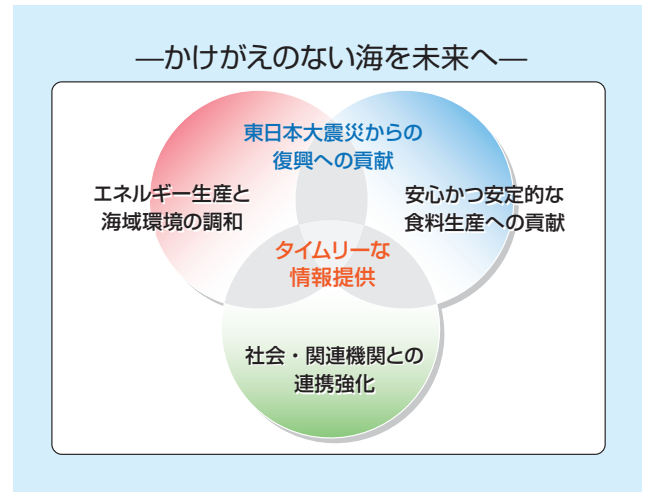 ―かけがえのない海を未来へ―
東日本大震災からの
復興への貢献
エネルギー生産と
海域環境の調和
安心かつ安定的な
食料生産への貢献
タイムリーな
情報提供
社会・関連機関との
連携強化